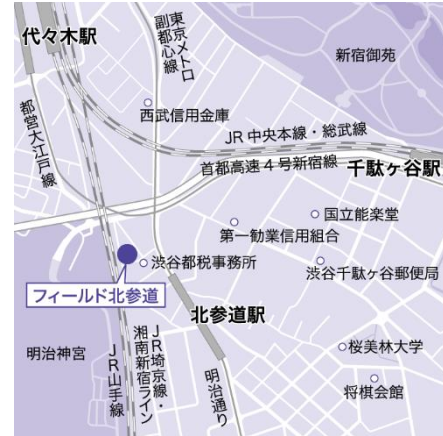 代々木駅
東京メトロ
副都心線
新宿御苑
西武信用金庫
都営大江戸線
JR中央本線・総武線
首都高速4号新宿線
千駄ヶ谷駅
国立能楽堂
第一勧業信用組合
渋谷都税事務所
渋谷千駄ヶ谷郵便局
フィールド北参道
北参道駅
明治神宮
JR山手線
JR埼京線・
湘南新宿ライン
明治通り
桜美林大学
将棋会館